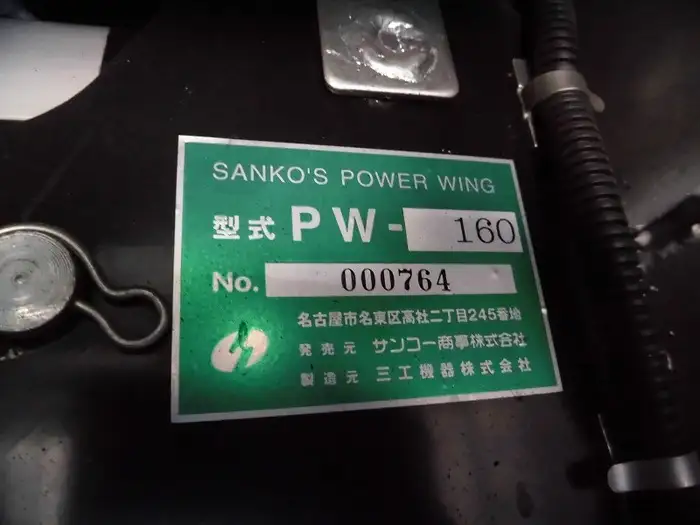 SANKO'S POWER WING
型式 PW-160
No. 000764
名古屋市名東区高社二丁目245番地
発売元 サンコー商事株式会社
製造元 三工機器株式会社